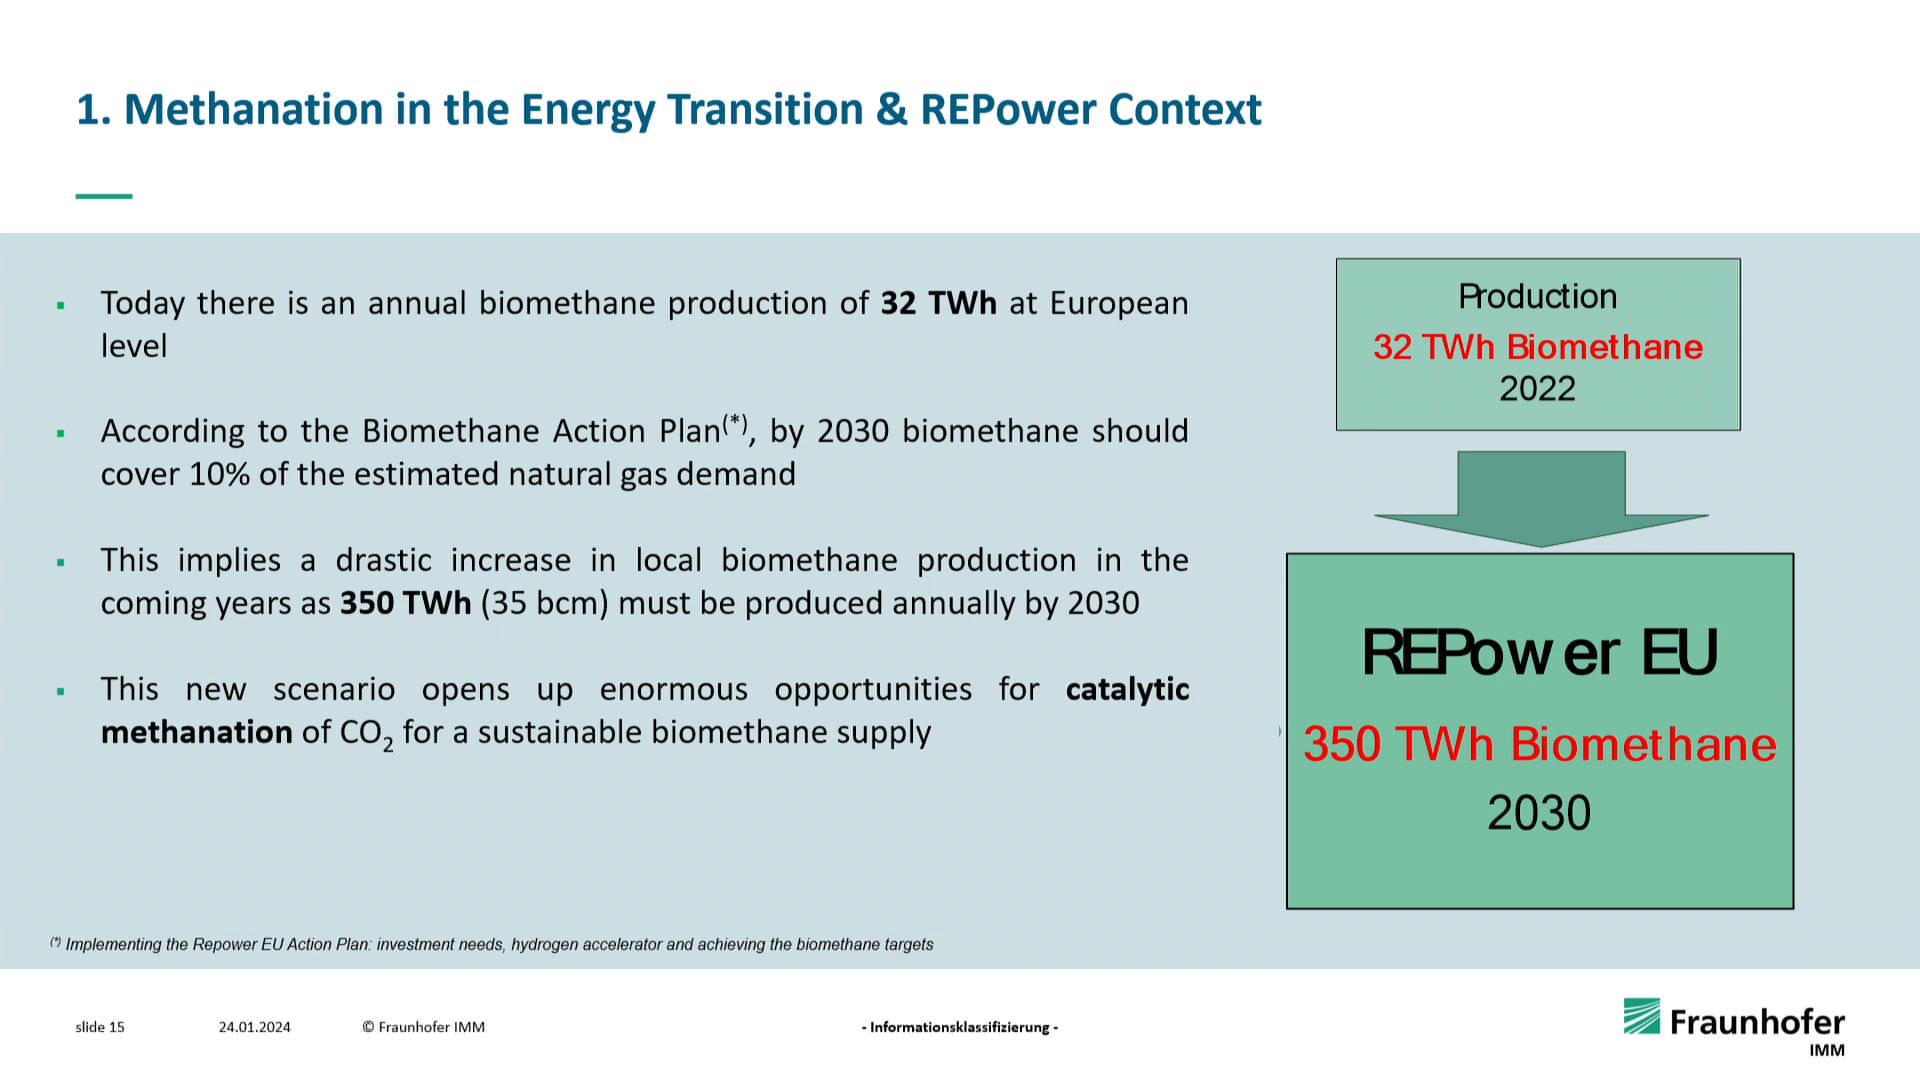 1. Methanation in the Energy Transition & REPower Context
▪ Today there is an annual biomethane production of 32 TWh at European
level
▪ According to the Biomethane Action Plan(*), by 2030 biomethane should
cover 10% of the estimated natural gas demand
▪ This implies a drastic increase in local biomethane production in the
coming years as 350 TWh (35 bcm) must be produced annually by 2030
▪ This new scenario opens up enormous opportunities for catalytic
methanation of CO₂ for a sustainable biomethane supply
Production
32 TWh Biomethane
2022
REPower EU
350 TWh Biomethane
2030
(*) Implementing the Repower EU Action Plan: investment needs, hydrogen accelerator and achieving the biomethane targets
slide 15 24.01.2024 © Fraunhofer IMM - Informationsklassifizierung -
Fraunhofer
IMM